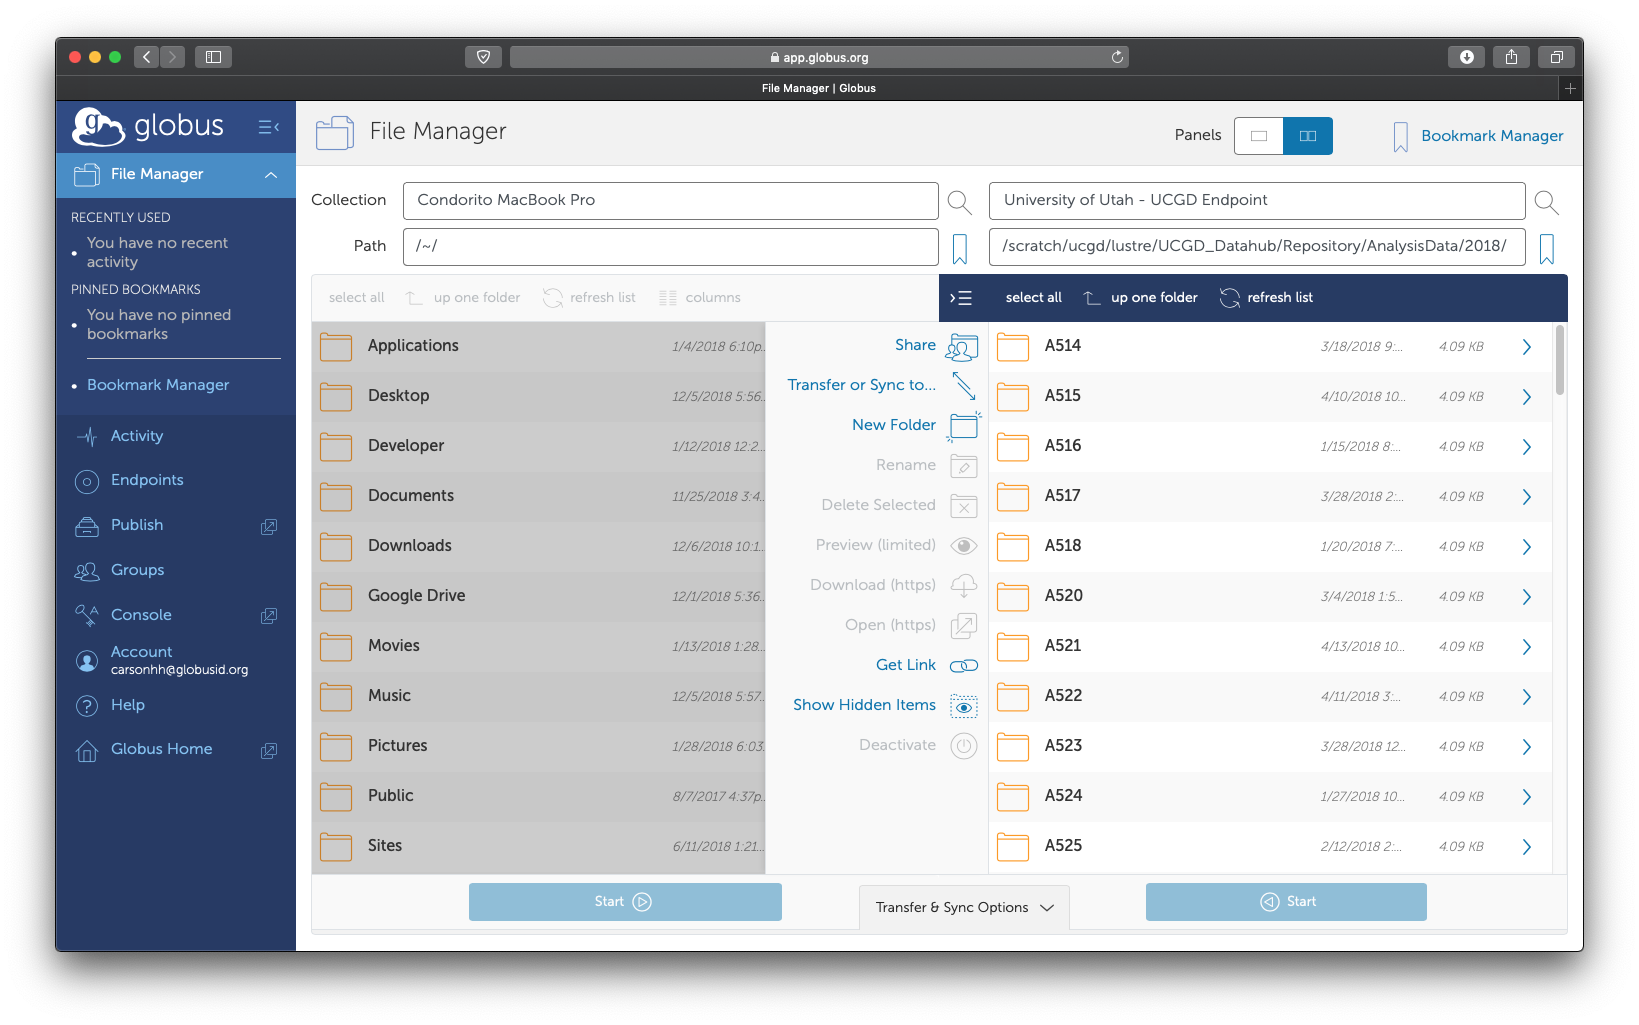 app.globus.org
File Manager | Globus
globus
File Manager
RECENTLY USED
You have no recent
activity
PINNED BOOKMARKS
You have no pinned
bookmarks
Bookmark Manager
Activity
Endpoints
Publish
Groups
Console
Account
carsonhh@globusid.org
Help
Globus Home
File Manager
Panels
Bookmark Manager
Collection
Condorito MacBook Pro
University of Utah - UCGD Endpoint
Path
/~/
/scratch/ucgd/lustre/UCGD_Datahub/Repository/AnalysisData/2018/
select all up one folder refresh list columns
select all up one folder refresh list
Applications 1/4/2018 6:10p...
Desktop 12/5/2018 5:56...
Developer 1/12/2018 12:2...
Documents 11/25/2018 3:4...
Downloads 12/6/2018 10:1...
Google Drive 12/1/2018 5:36...
Movies 1/13/2018 1:28...
Music 12/5/2018 5:57...
Pictures 1/28/2018 6:03...
Public 8/7/2017 4:37p...
Sites 6/11/2018 1:21...
Share
Transfer or Sync to...
New Folder
Rename
Delete Selected
Preview (limited)
Download (https)
Open (https)
Get Link
Show Hidden Items
Deactivate
A514 3/18/2018 9:... 4.09 KB
A515 4/10/2018 10... 4.09 KB
A516 1/15/2018 8:... 4.09 KB
A517 3/28/2018 2:... 4.09 KB
A518 1/20/2018 7:... 4.09 KB
A520 3/4/2018 1:5... 4.09 KB
A521 4/13/2018 10... 4.09 KB
A522 4/11/2018 3:... 4.09 KB
A523 3/28/2018 12... 4.09 KB
A524 1/27/2018 10... 4.09 KB
A525 2/12/2018 2:... 4.09 KB
Start
Transfer & Sync Options
Start